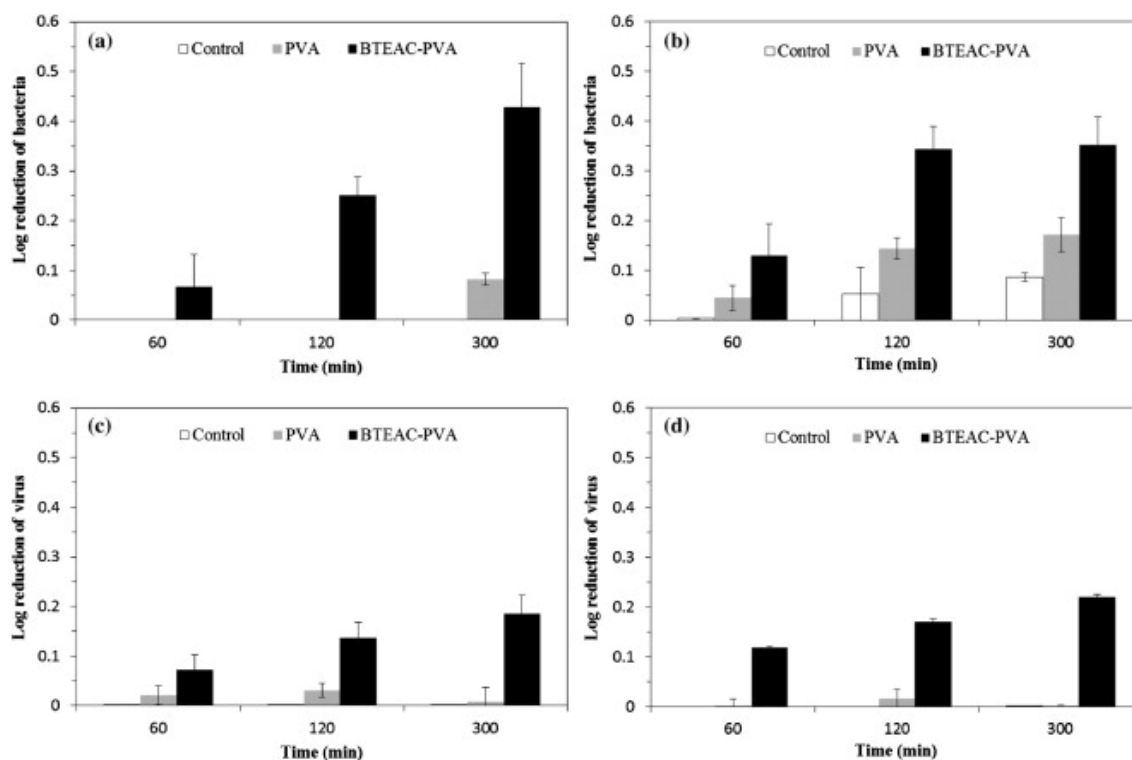 (a)
Control PVA BTEAC-PVA
Log reduction of bacteria
0.6
0.5
0.4
0.3
0.2
0.1
0
60 120 300
Time (min)
(b)
Control PVA BTEAC-PVA
Log reduction of bacteria
0.6
0.5
0.4
0.3
0.2
0.1
0
60 120 300
Time (min)
(c)
Control PVA BTEAC-PVA
Log reduction of virus
0.6
0.5
0.4
0.3
0.2
0.1
0
60 120 300
Time (min)
(d)
Control PVA BTEAC-PVA
Log reduction of virus
0.6
0.5
0.4
0.3
0.2
0.1
0
60 120 300
Time (min)